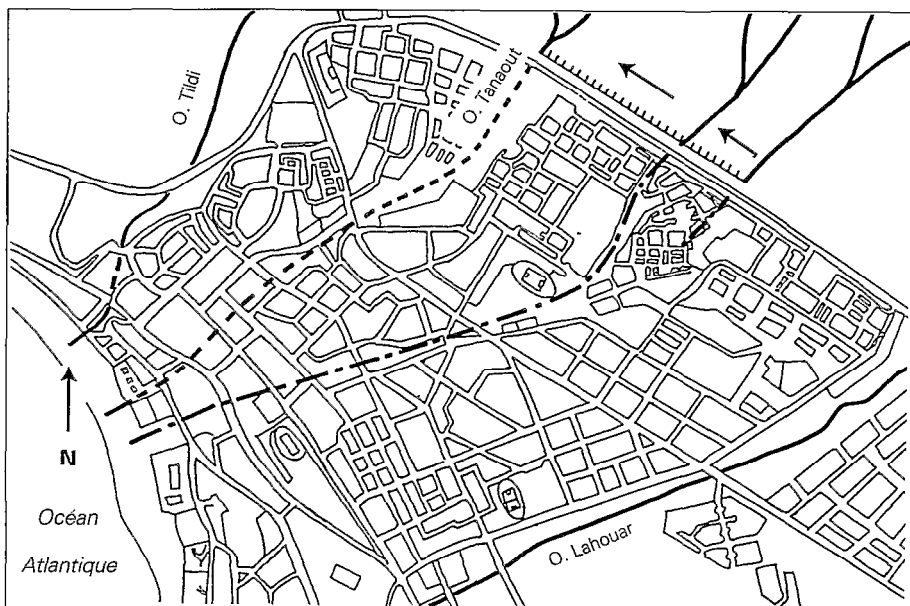 O. Tildi
O. Tanaout
N
Océan
Atlantique
O. Lahouar